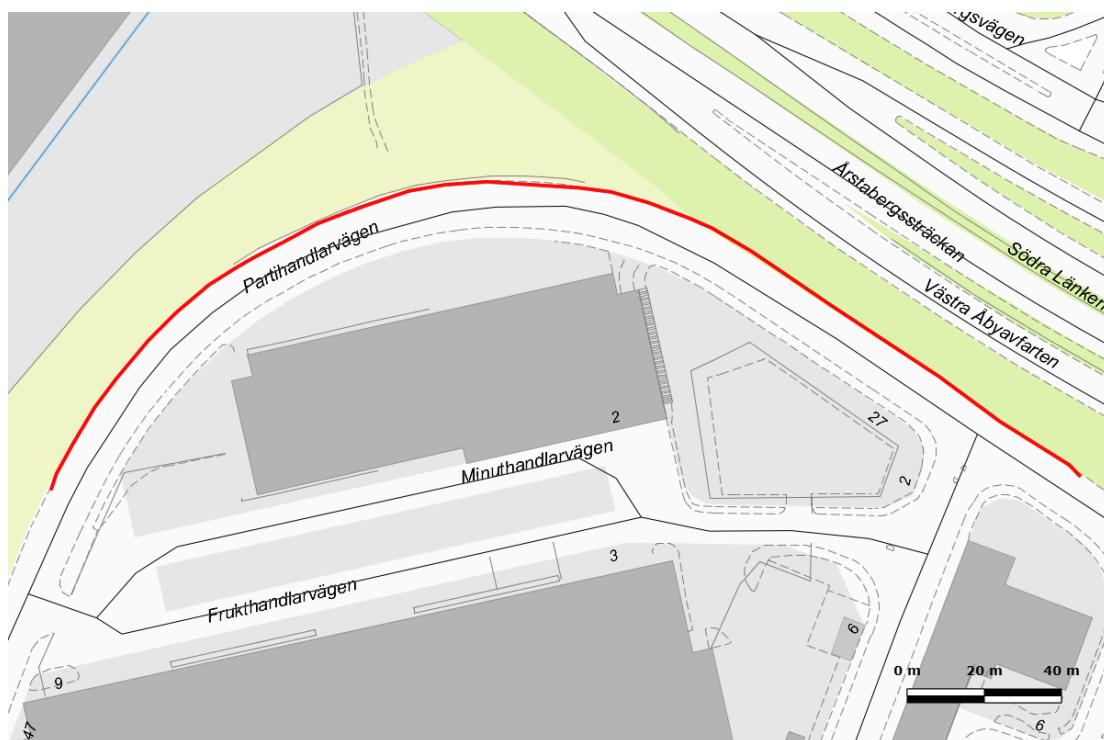 rgsvägen
Årstabergssträckan
Södra Länken
Västra Åbyavfarten
Partihandlarvägen
2
27
2
Minuthandlarvägen
3
Frukthandlarvägen
6
9
47
0 m 20 m 40 m
6